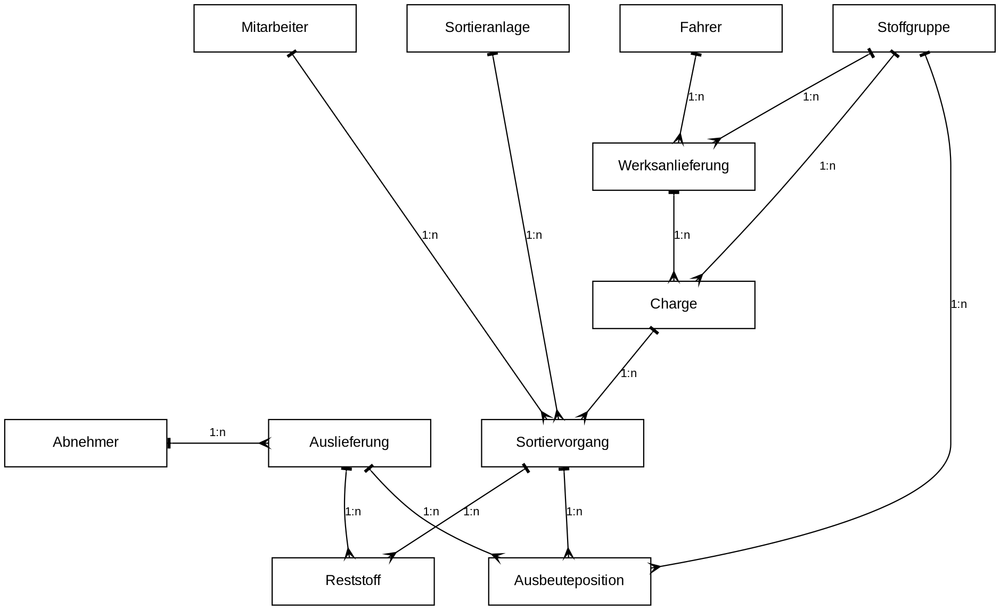 Mitarbeiter
Sortieranlage
Fahrer
Stoffgruppe
1:n
1:n
Werksanlieferung
1:n
1:n
1:n
1:n
Charge
1:n
1:n
Abnehmer
1:n
Auslieferung
Sortiervorgang
1:n
1:n
1:n
1:n
Reststoff
Ausbeuteposition